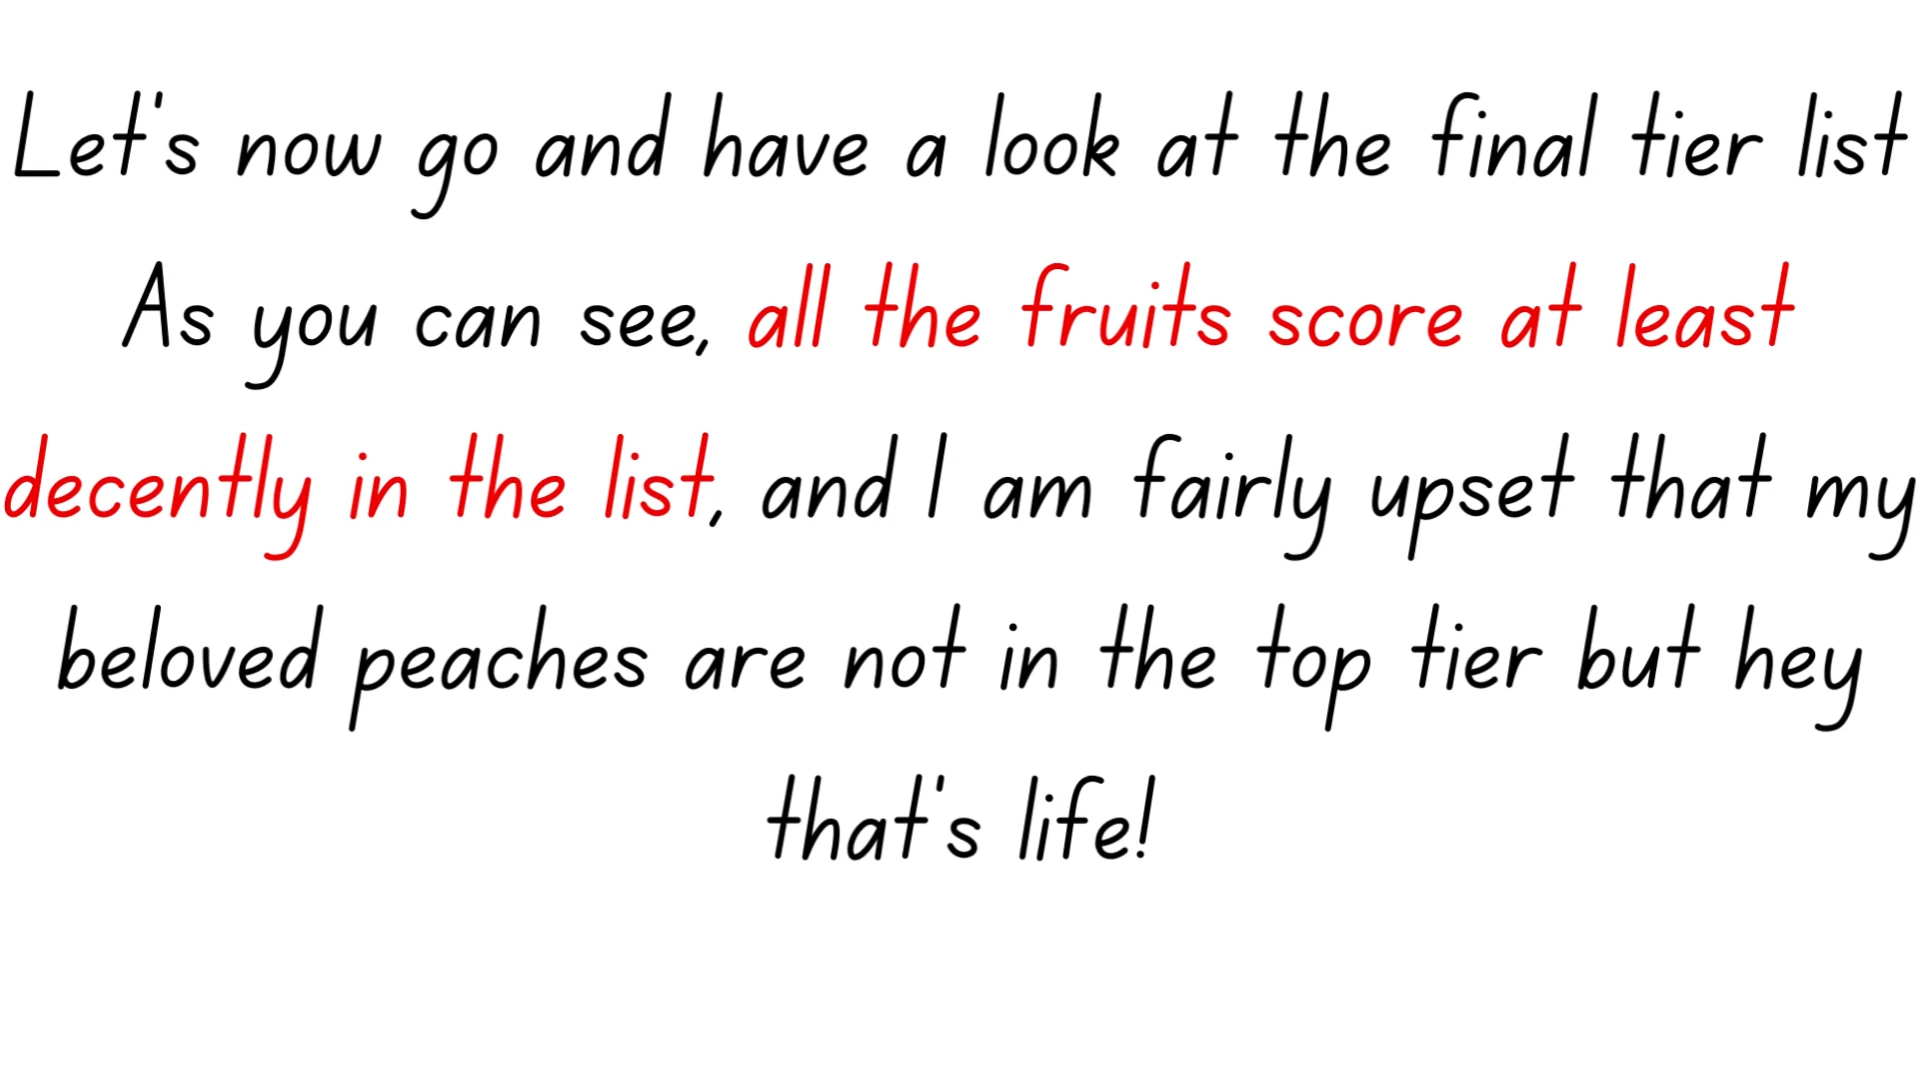 Let's now go and have a look at the final tier list
As you can see, all the fruits score at least
decently in the list, and I am fairly upset that my
beloved peaches are not in the top tier but hey
that's life!